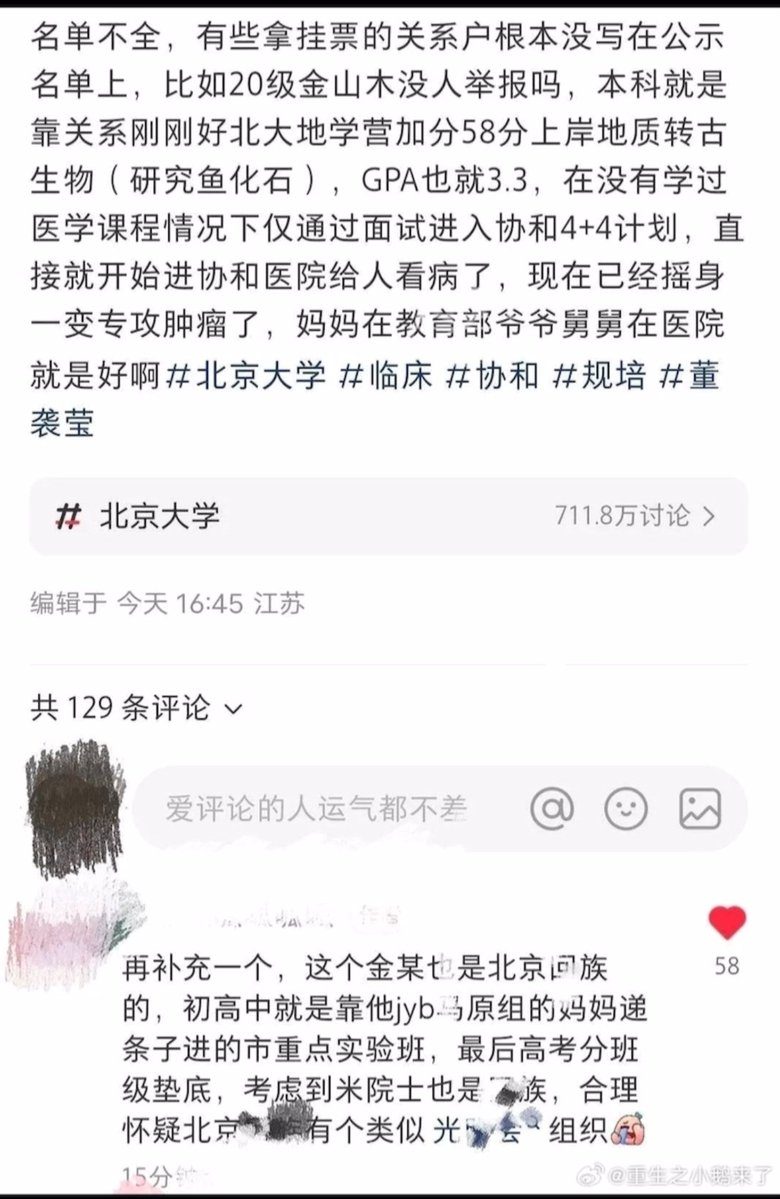 名单不全，有些拿挂票的关系户根本没写在公示
名单上，比如20级金山木没人举报吗，本科就是
靠关系刚刚好北大地学营加分58分上岸地质转古
生物（研究鱼化石），GPA也就3.3，在没有学过
医学课程情况下仅通过面试进入协和4+4计划，直
接就开始进协和医院给人看病了，现在已经摇身
一变专攻肿瘤了，妈妈在教育部爷爷舅舅在医院
就是好啊#北京大学 #临床 #协和 #规培 #董
袭莹
# 北京大学 711.8万讨论 >
编辑于 今天 16:45 江苏
共 129 条评论
爱评论的人运气都不差
再补充一个，这个金某也是北京回族
58
的，初高中就是靠他jyb马原组的妈妈递
条子进的市重点实验班，最后高考分班
级垫底，考虑到米院士也是 族，合理
怀疑北京 有个类似 光 会 组织
15分钟
@重生之小鹅来了